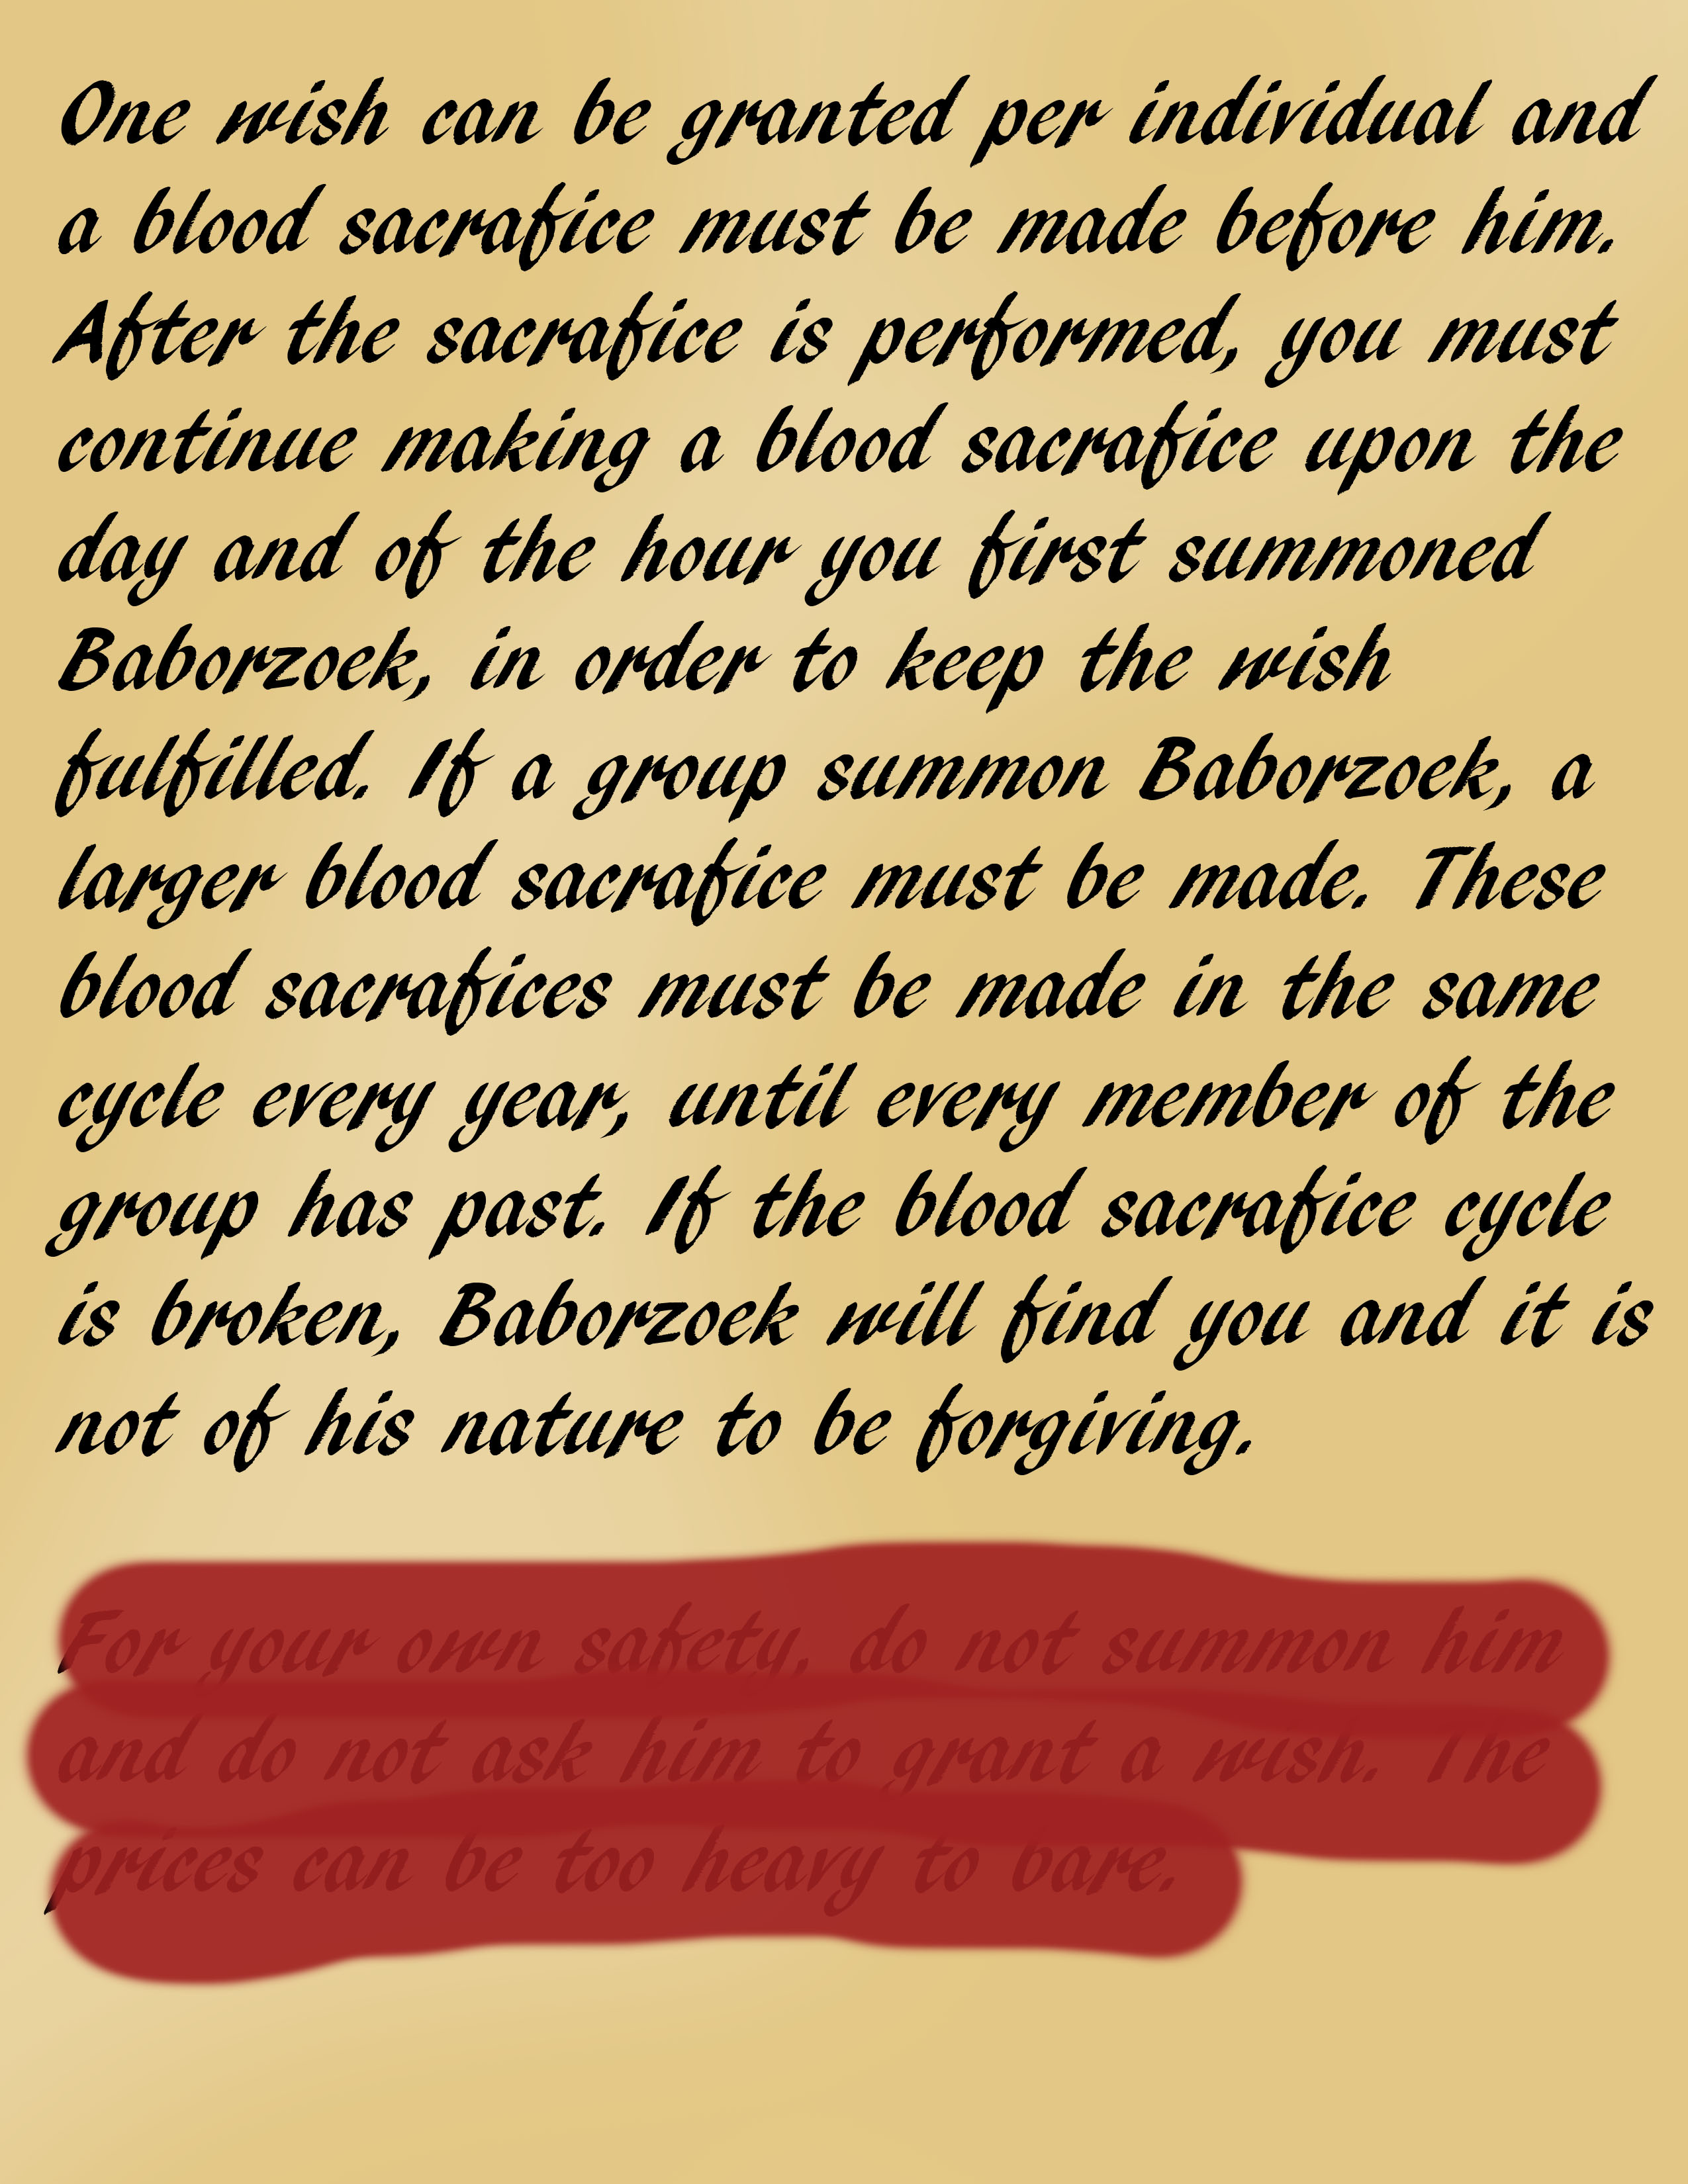 One wish can be granted per individual and
a blood sacrafice must be made before him.
After the sacrafice is performed, you must
continue making a blood sacrafice upon the
day and of the hour you first summoned
Baborzoek, in order to keep the wish
fulfilled. If a group summon Baborzoek, a
larger blood sacrafice must be made. These
blood sacrafices must be made in the same
cycle every year, until every member of the
group has past. If the blood sacrafice cycle
is broken, Baborzoek will find you and it is
not of his nature to be forgiving.
For your own safety, do not summon him
and do not ask him to grant a wish. The
prices can be too heavy to bare.